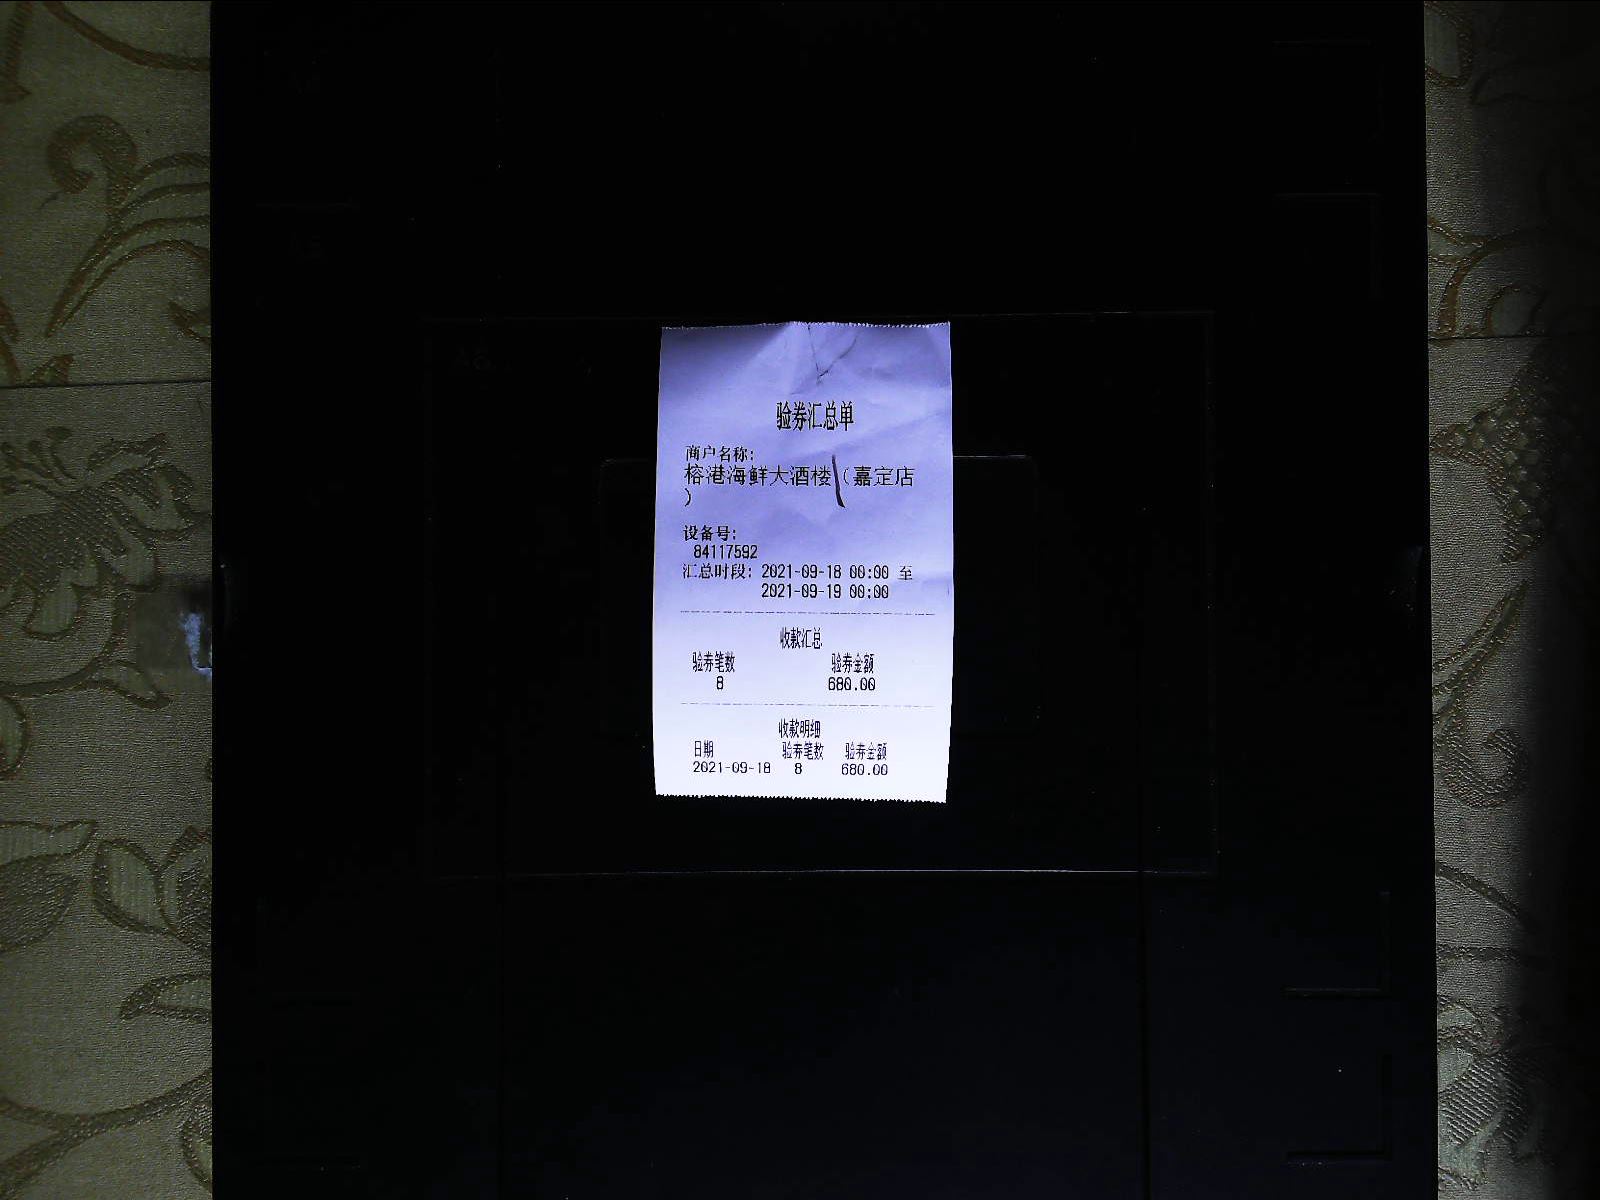 验券汇总单
商户名称:
榕港海鲜大酒楼(嘉定店
)
设备号:
84117592
汇总时段: 2021-09-18 00:00 至
2021-09-19 00:00
收款汇总
验券笔数 验券金额
8 680.00
收款明细
日期 验券笔数 验券金额
2021-09-18 8 680.00